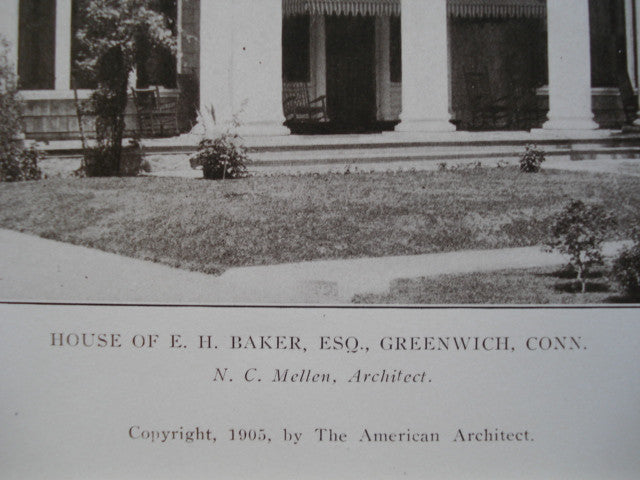 HOUSE OF E. H. BAKER, ESQ., GREENWICH, CONN.
N. C. Mellen, Architect.
Copyright, 1905, by The American Architect.